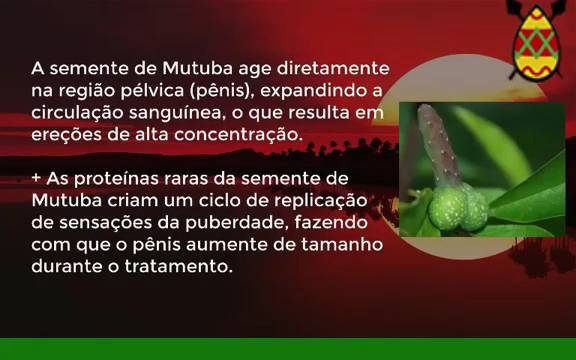 A semente de Mutuba age diretamente
na região pélvica (pênis), expandindo a
circulação sanguínea, o que resulta em
ereções de alta concentração.
+ As proteínas raras da semente de
Mutuba criam um ciclo de replicação
de sensações da puberdade, fazendo
com que o pênis aumente de tamanho
durante o tratamento.